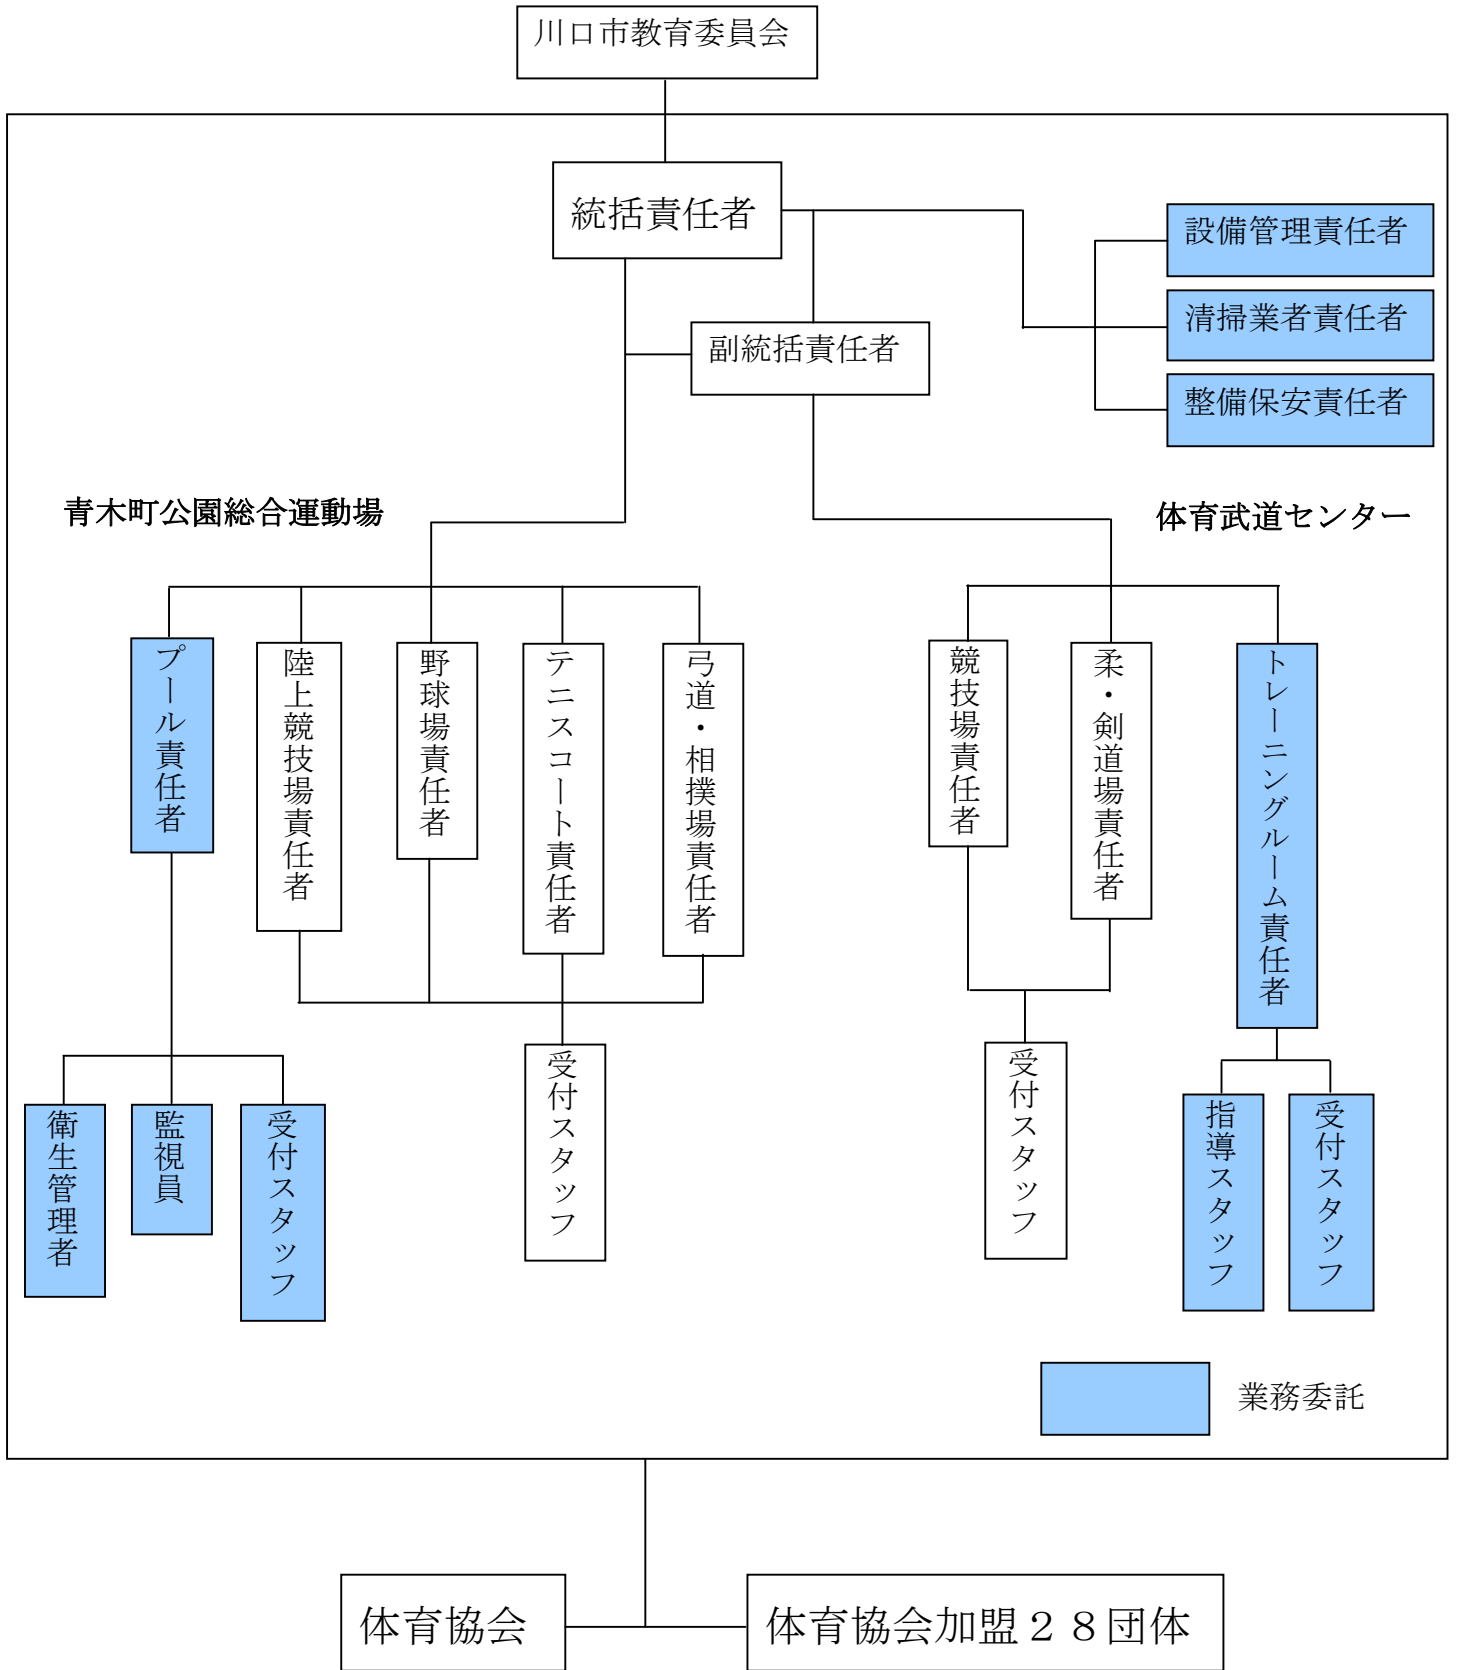 川口市教育委員会
統括責任者
設備管理責任者
清掃業者責任者
副統括責任者
整備保安責任者
青木町公園総合運動場
体育武道センター
プール責任者
陸上競技場責任者
野球場責任者
テニスコート責任者
弓道・相撲場責任者
競技場責任者
柔・剣道場責任者
トレーニングルーム責任者
衛生管理者
監視員
受付スタッフ
受付スタッフ
受付スタッフ
指導スタッフ
受付スタッフ
業務委託
体育協会
体育協会加盟２８団体